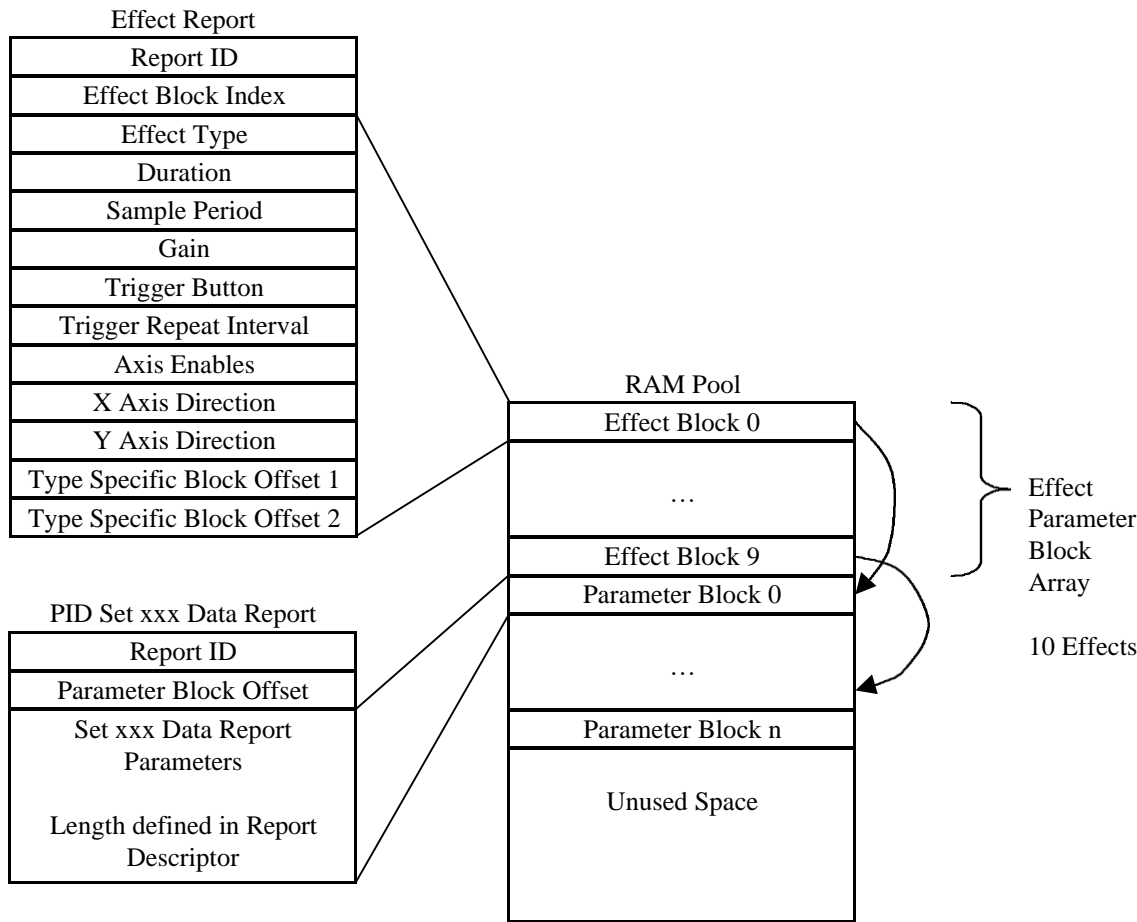 Effect Report
Report ID
Effect Block Index
Effect Type
Duration
Sample Period
Gain
Trigger Button
Trigger Repeat Interval
Axis Enables
X Axis Direction
Y Axis Direction
Type Specific Block Offset 1
Type Specific Block Offset 2
PID Set xxx Data Report
Report ID
Parameter Block Offset
Set xxx Data Report
Parameters
Length defined in Report
Descriptor
RAM Pool
Effect Block 0
…
Effect Block 9
Parameter Block 0
…
Parameter Block n
Unused Space
Effect
Parameter
Block
Array
10 Effects